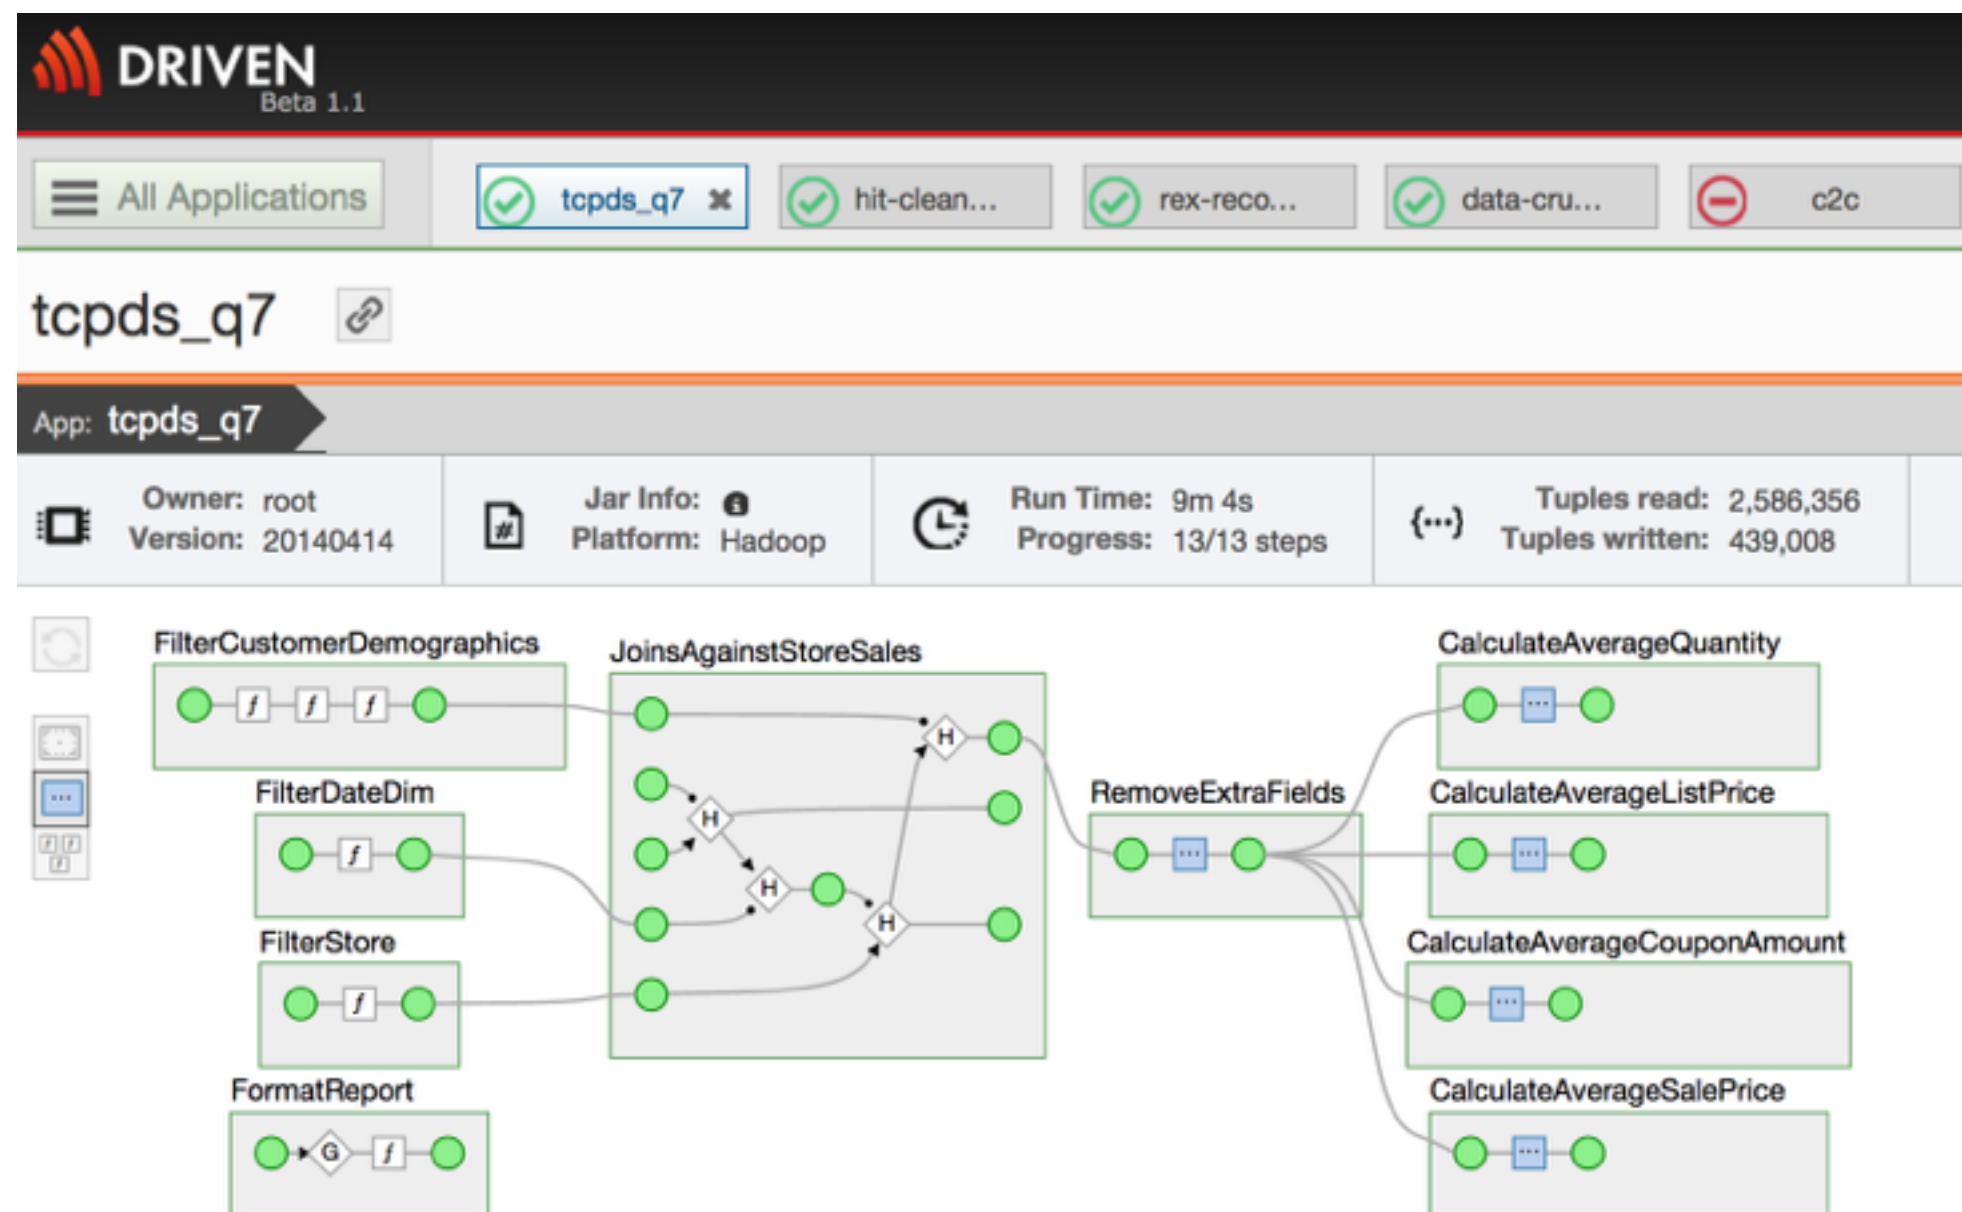 DRIVEN
Beta 1.1
All Applications
tcpds_q7
hit-clean...
rex-reco...
data-cru...
c2c
tcpds_q7
App: tcpds_q7
Owner: root
Version: 20140414
#
Jar Info:
Platform: Hadoop
Run Time: 9m 4s
Progress: 13/13 steps
{...}
Tuples read: 2,586,356
Tuples written: 439,008
FilterCustomerDemographics
f f f
FilterDateDim
f
FilterStore
f
FormatReport
G f
JoinsAgainstStoreSales
H
H
H
H
RemoveExtraFields
...
CalculateAverageQuantity
...
CalculateAverageListPrice
...
CalculateAverageCouponAmount
...
CalculateAverageSalePrice
...